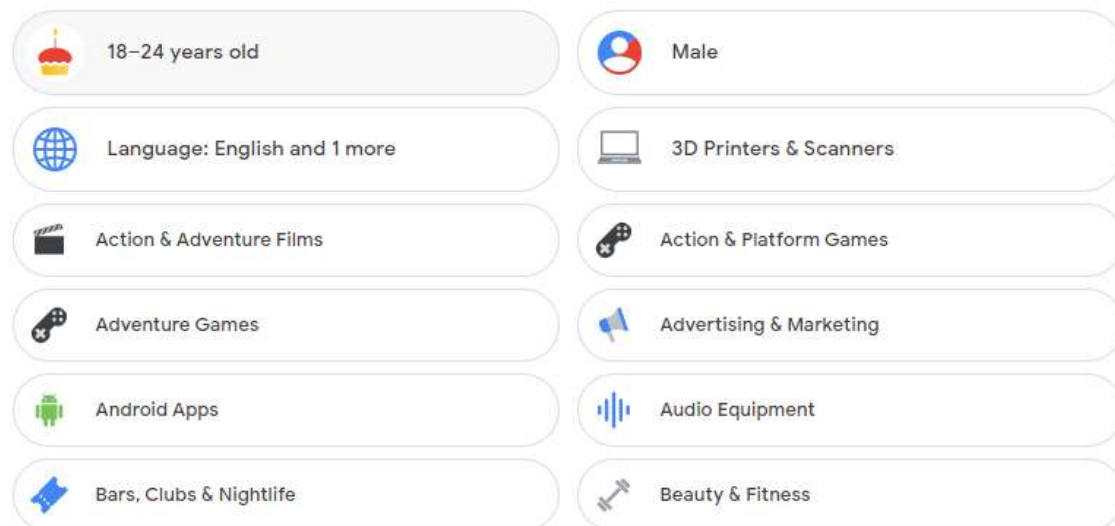 18–24 years old
Male
Language: English and 1 more
3D Printers & Scanners
Action & Adventure Films
Action & Platform Games
Adventure Games
Advertising & Marketing
Android Apps
Audio Equipment
Bars, Clubs & Nightlife
Beauty & Fitness